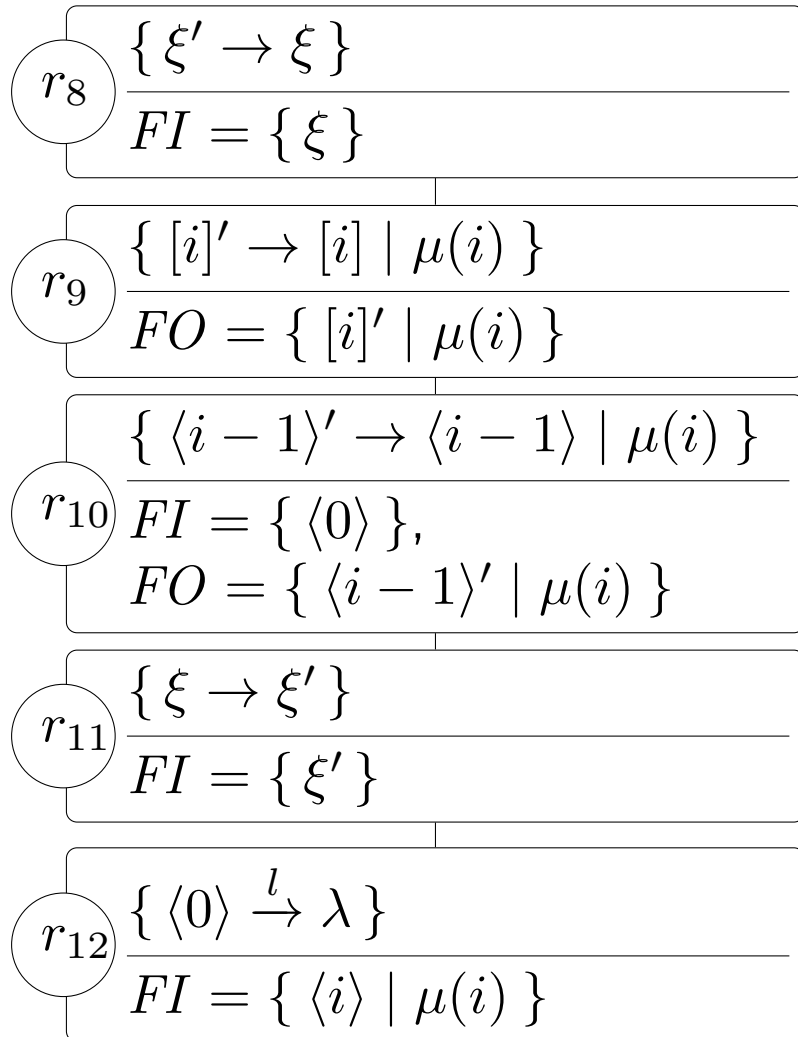 r₈ { ξ′ → ξ }
FI = { ξ }
r₉ { [i]′ → [i] | μ(i) }
FO = { [i]′ | μ(i) }
r₁₀ { ⟨i − 1⟩′ → ⟨i − 1⟩ | μ(i) }
FI = { ⟨0⟩ },
FO = { ⟨i − 1⟩′ | μ(i) }
r₁₁ { ξ → ξ′ }
FI = { ξ′ }
r₁₂ { ⟨0⟩ →ˡ λ }
FI = { ⟨i⟩ | μ(i) }